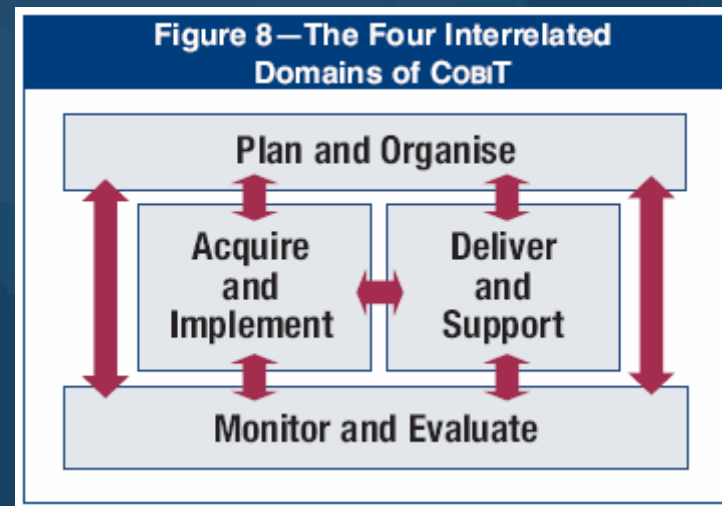 Figure 8—The Four Interrelated
Domains of COBIT
Plan and Organise
Acquire
and
Implement
Deliver
and
Support
Monitor and Evaluate